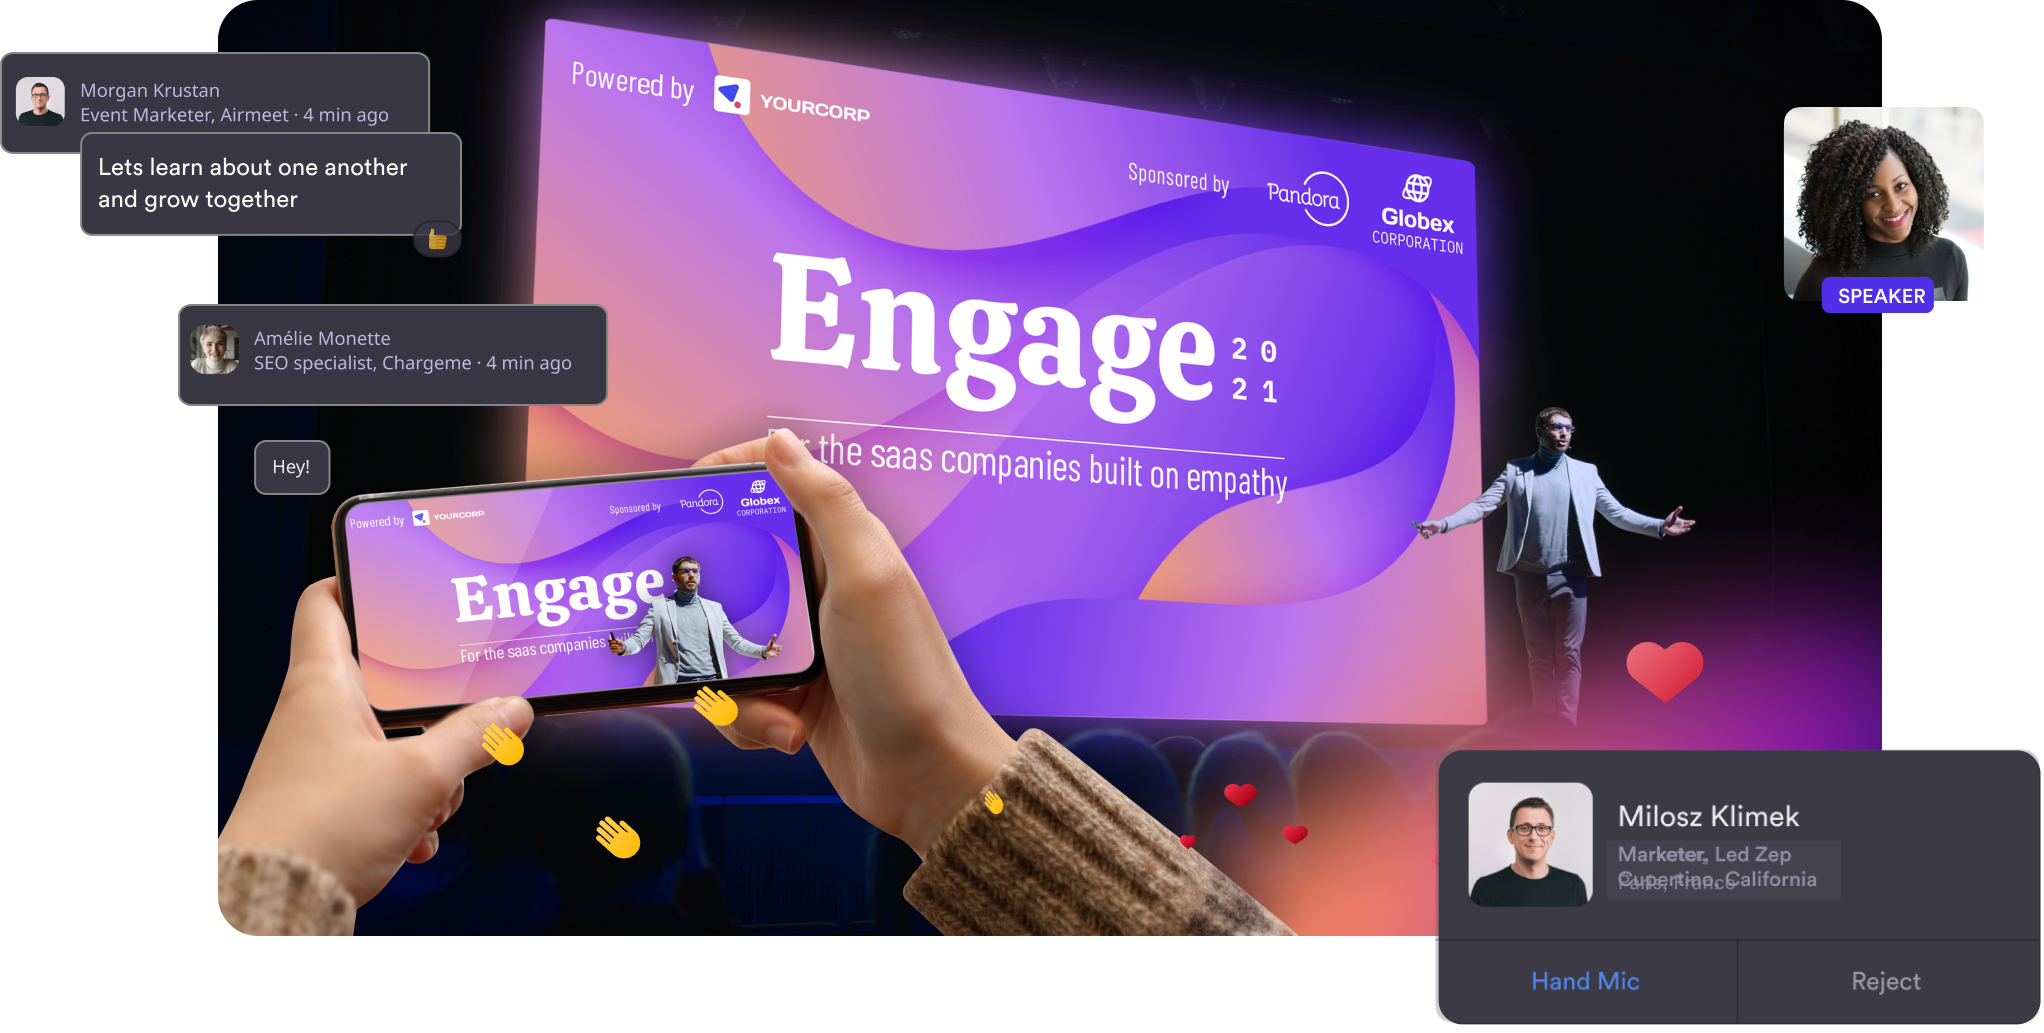 Morgan Krustan
Event Marketer, Airmeet · 4 min ago
Lets learn about one another
and grow together
Amélie Monette
SEO specialist, Chargeme · 4 min ago
Hey!
Powered by YOURCORP
Sponsored by Pandora Globex
CORPORATION
Engage 20
21
For the saas companies built on empathy
Powered by YOURCORP
Sponsored by Pandora Globex
CORPORATION
Engage
For the saas companies
SPEAKER
Milosz Klimek
Marketer, Led Zep
Cupertino, California
Hand Mic
Reject